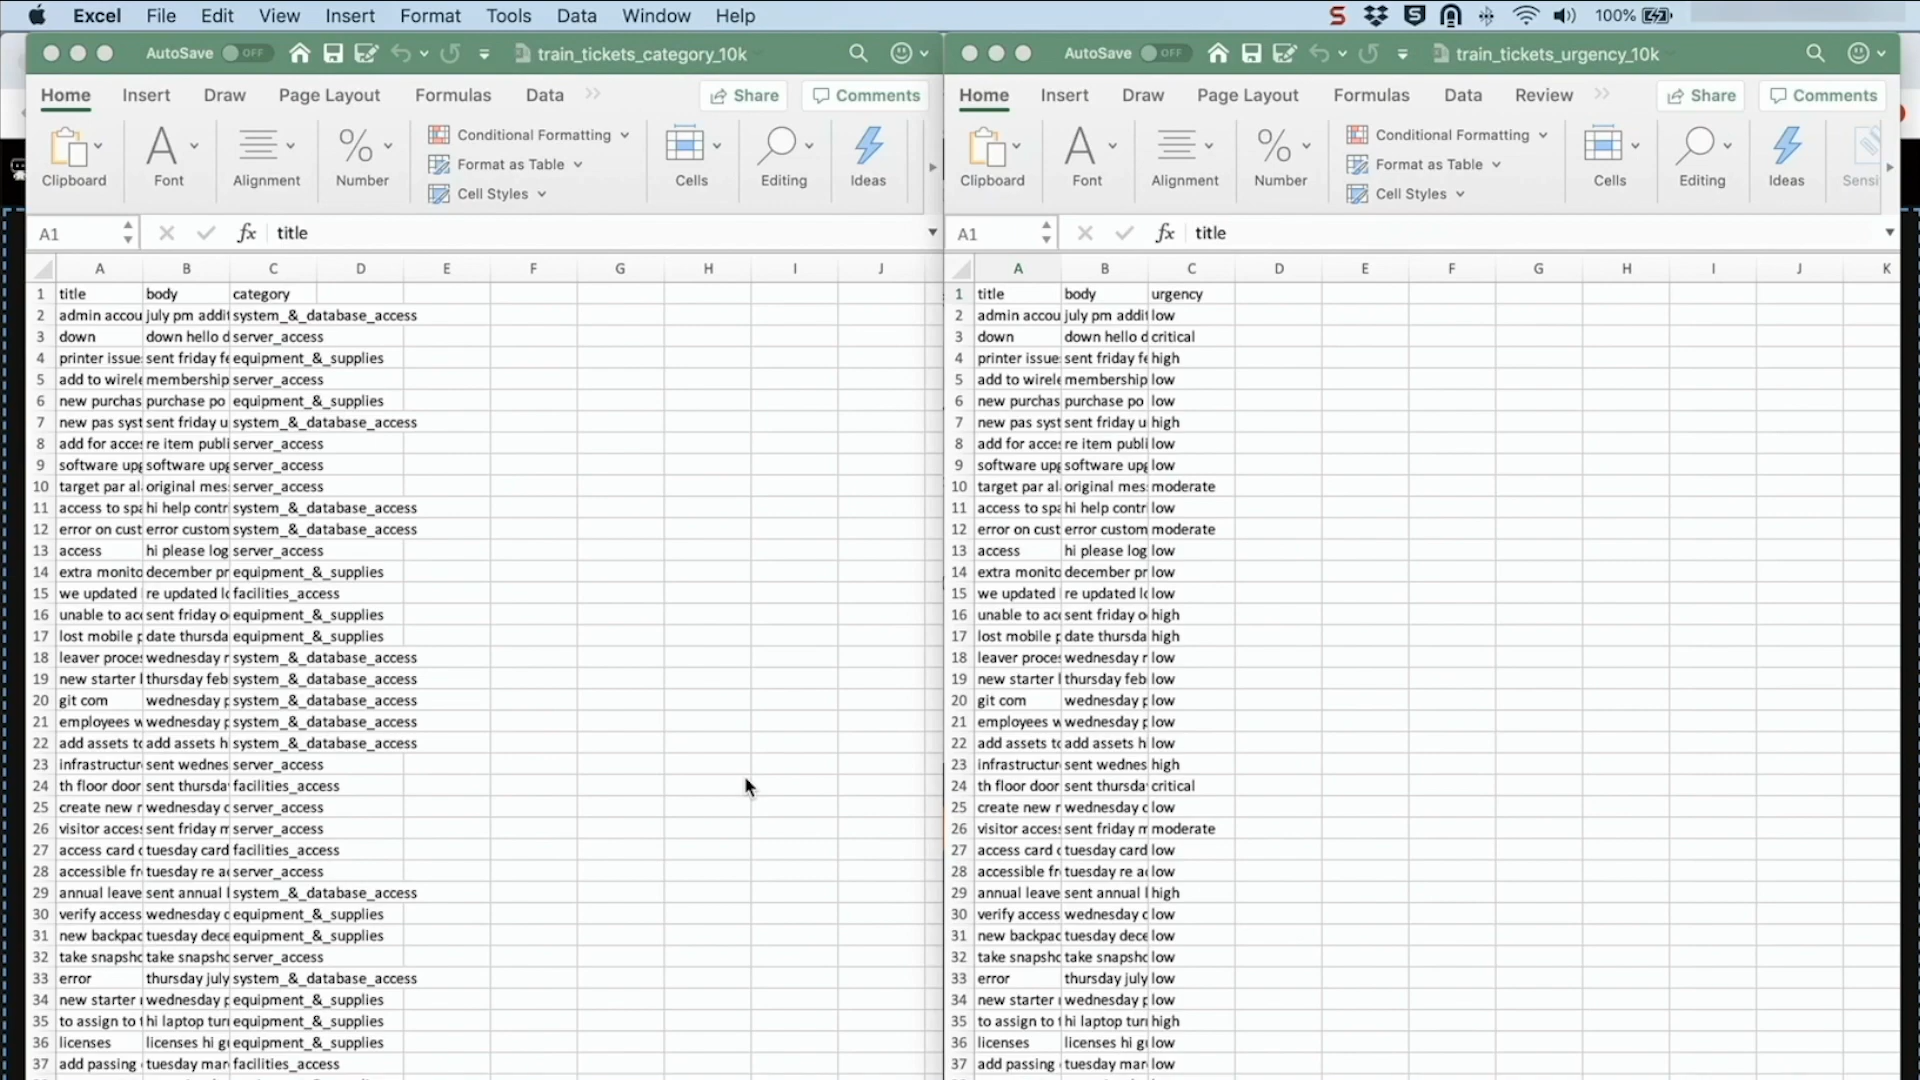 Excel File Edit View Insert Format Tools Data Window Help 100%
AutoSave OFF train_tickets_category_10k
Home Insert Draw Page Layout Formulas Data Share Comments
Clipboard Font Alignment Number Conditional Formatting Format as Table Cell Styles Cells Editing Ideas
A1 fx title
A B C D E F G H I J
1 title body category
2 admin accou july pm addit system_&_database_access
3 down down hello d server_access
4 printer issue sent friday fe equipment_&_supplies
5 add to wirele membership server_access
6 new purchas purchase po equipment_&_supplies
7 new pas syst sent friday u system_&_database_access
8 add for acce re item publi server_access
9 software upg software upg server_access
10 target par al original mes server_access
11 access to spa hi help contr system_&_database_access
12 error on cust error custom system_&_database_access
13 access hi please log server_access
14 extra monito december pr equipment_&_supplies
15 we updated re updated lo facilities_access
16 unable to acc sent friday o equipment_&_supplies
17 lost mobile p date thursda equipment_&_supplies
18 leaver proce wednesday r system_&_database_access
19 new starter l thursday feb system_&_database_access
20 git com wednesday p system_&_database_access
21 employees w wednesday p system_&_database_access
22 add assets to add assets h system_&_database_access
23 infrastructur sent wednes server_access
24 th floor door sent thursda facilities_access
25 create new r wednesday c server_access
26 visitor acces sent friday m server_access
27 access card c tuesday card facilities_access
28 accessible fr tuesday re a server_access
29 annual leave sent annual l system_&_database_access
30 verify access wednesday c equipment_&_supplies
31 new backpac tuesday dece equipment_&_supplies
32 take snapsho take snapsho server_access
33 error thursday july system_&_database_access
34 new starter wednesday p equipment_&_supplies
35 to assign to t hi laptop turn equipment_&_supplies
36 licenses licenses hi gu equipment_&_supplies
37 add passing tuesday mar facilities_access
AutoSave OFF train_tickets_urgency_10k
Home Insert Draw Page Layout Formulas Data Review Share Comments
Clipboard Font Alignment Number Conditional Formatting Format as Table Cell Styles Cells Editing Ideas Sensi
A1 fx title
A B C D E F G H I J K
1 title body urgency
2 admin accou july pm addit low
3 down down hello d critical
4 printer issue sent friday fe high
5 add to wirele membership low
6 new purchas purchase po low
7 new pas syst sent friday u high
8 add for acce re item publi low
9 software upg software upg low
10 target par al original mes moderate
11 access to spa hi help contr low
12 error on cust error custom moderate
13 access hi please log low
14 extra monito december pr low
15 we updated re updated lo low
16 unable to acc sent friday o high
17 lost mobile p date thursda high
18 leaver proce wednesday r low
19 new starter l thursday feb low
20 git com wednesday p low
21 employees w wednesday p low
22 add assets to add assets h low
23 infrastructur sent wednes high
24 th floor door sent thursda critical
25 create new r wednesday c low
26 visitor acces sent friday m moderate
27 access card c tuesday card low
28 accessible fr tuesday re a low
29 annual leave sent annual l high
30 verify access wednesday c low
31 new backpac tuesday dece low
32 take snapsho take snapsho low
33 error thursday july low
34 new starter wednesday p low
35 to assign to t hi laptop turn high
36 licenses licenses hi gu low
37 add passing tuesday mar low